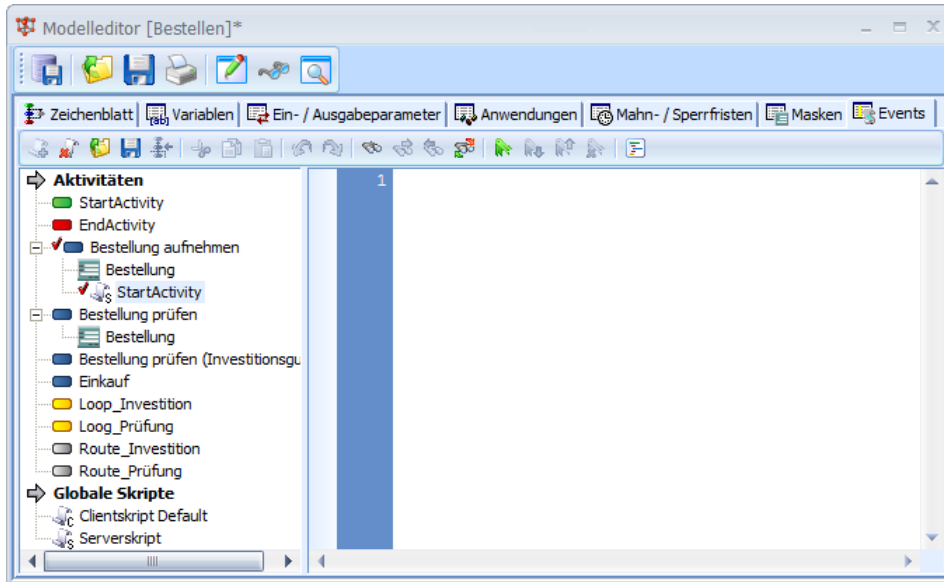 Modelleditor [Bestellen]*
Zeichenblatt Variablen Ein- / Ausgabeparameter Anwendungen Mahn- / Sperrfristen Masken Events
Aktivitäten
1
StartActivity
EndActivity
Bestellung aufnehmen
Bestellung
StartActivity
Bestellung prüfen
Bestellung
Bestellung prüfen (Investitionsgu
Einkauf
Loop_Investition
Loog_Prüfung
Route_Investition
Route_Prüfung
Globale Skripte
Clientskript Default
Serverskript